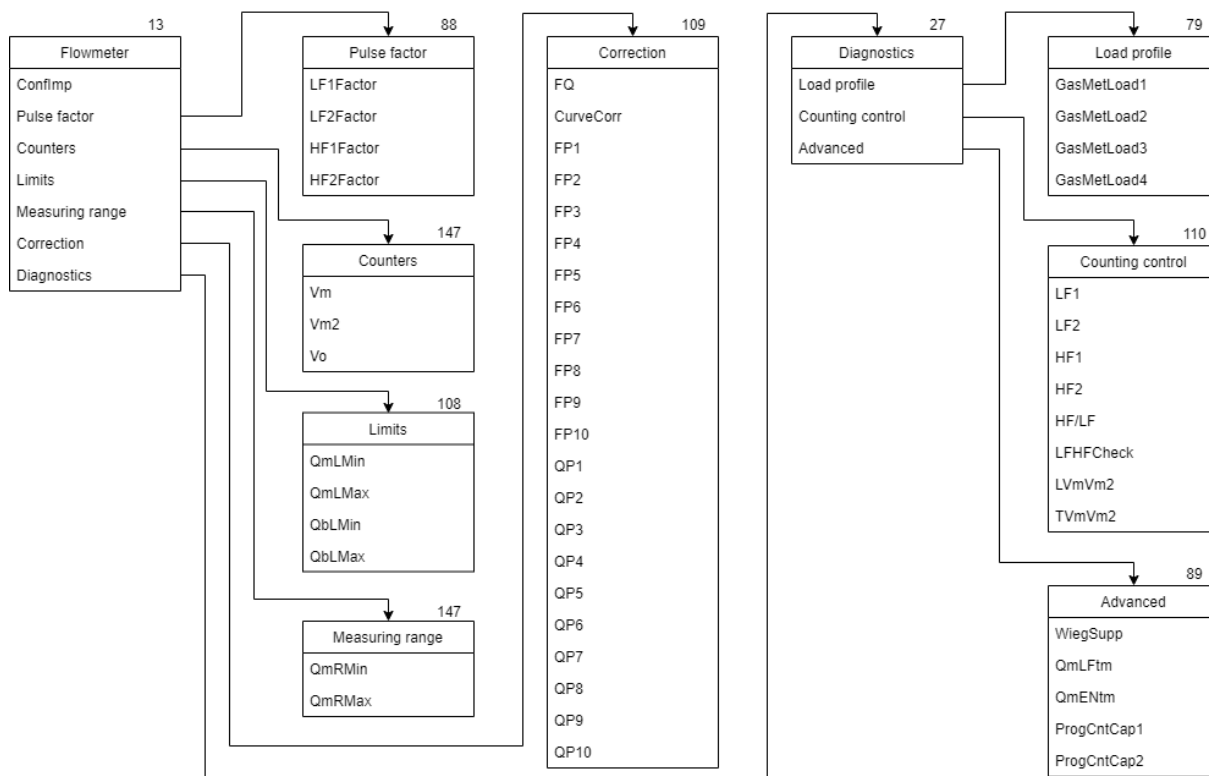 13
Flowmeter
ConfImp
Pulse factor
Counters
Limits
Measuring range
Correction
Diagnostics
88
Pulse factor
LF1Factor
LF2Factor
HF1Factor
HF2Factor
147
Counters
Vm
Vm2
Vo
108
Limits
QmLMin
QmLMax
QbLMin
QbLMax
147
Measuring range
QmRMin
QmRMax
109
Correction
FQ
CurveCorr
FP1
FP2
FP3
FP4
FP5
FP6
FP7
FP8
FP9
FP10
QP1
QP2
QP3
QP4
QP5
QP6
QP7
QP8
QP9
QP10
27
Diagnostics
Load profile
Counting control
Advanced
79
Load profile
GasMetLoad1
GasMetLoad2
GasMetLoad3
GasMetLoad4
110
Counting control
LF1
LF2
HF1
HF2
HF/LF
LFHFCheck
LVmVm2
TVmVm2
89
Advanced
WiegSupp
QmLFtm
QmENtm
ProgCntCap1
ProgCntCap2